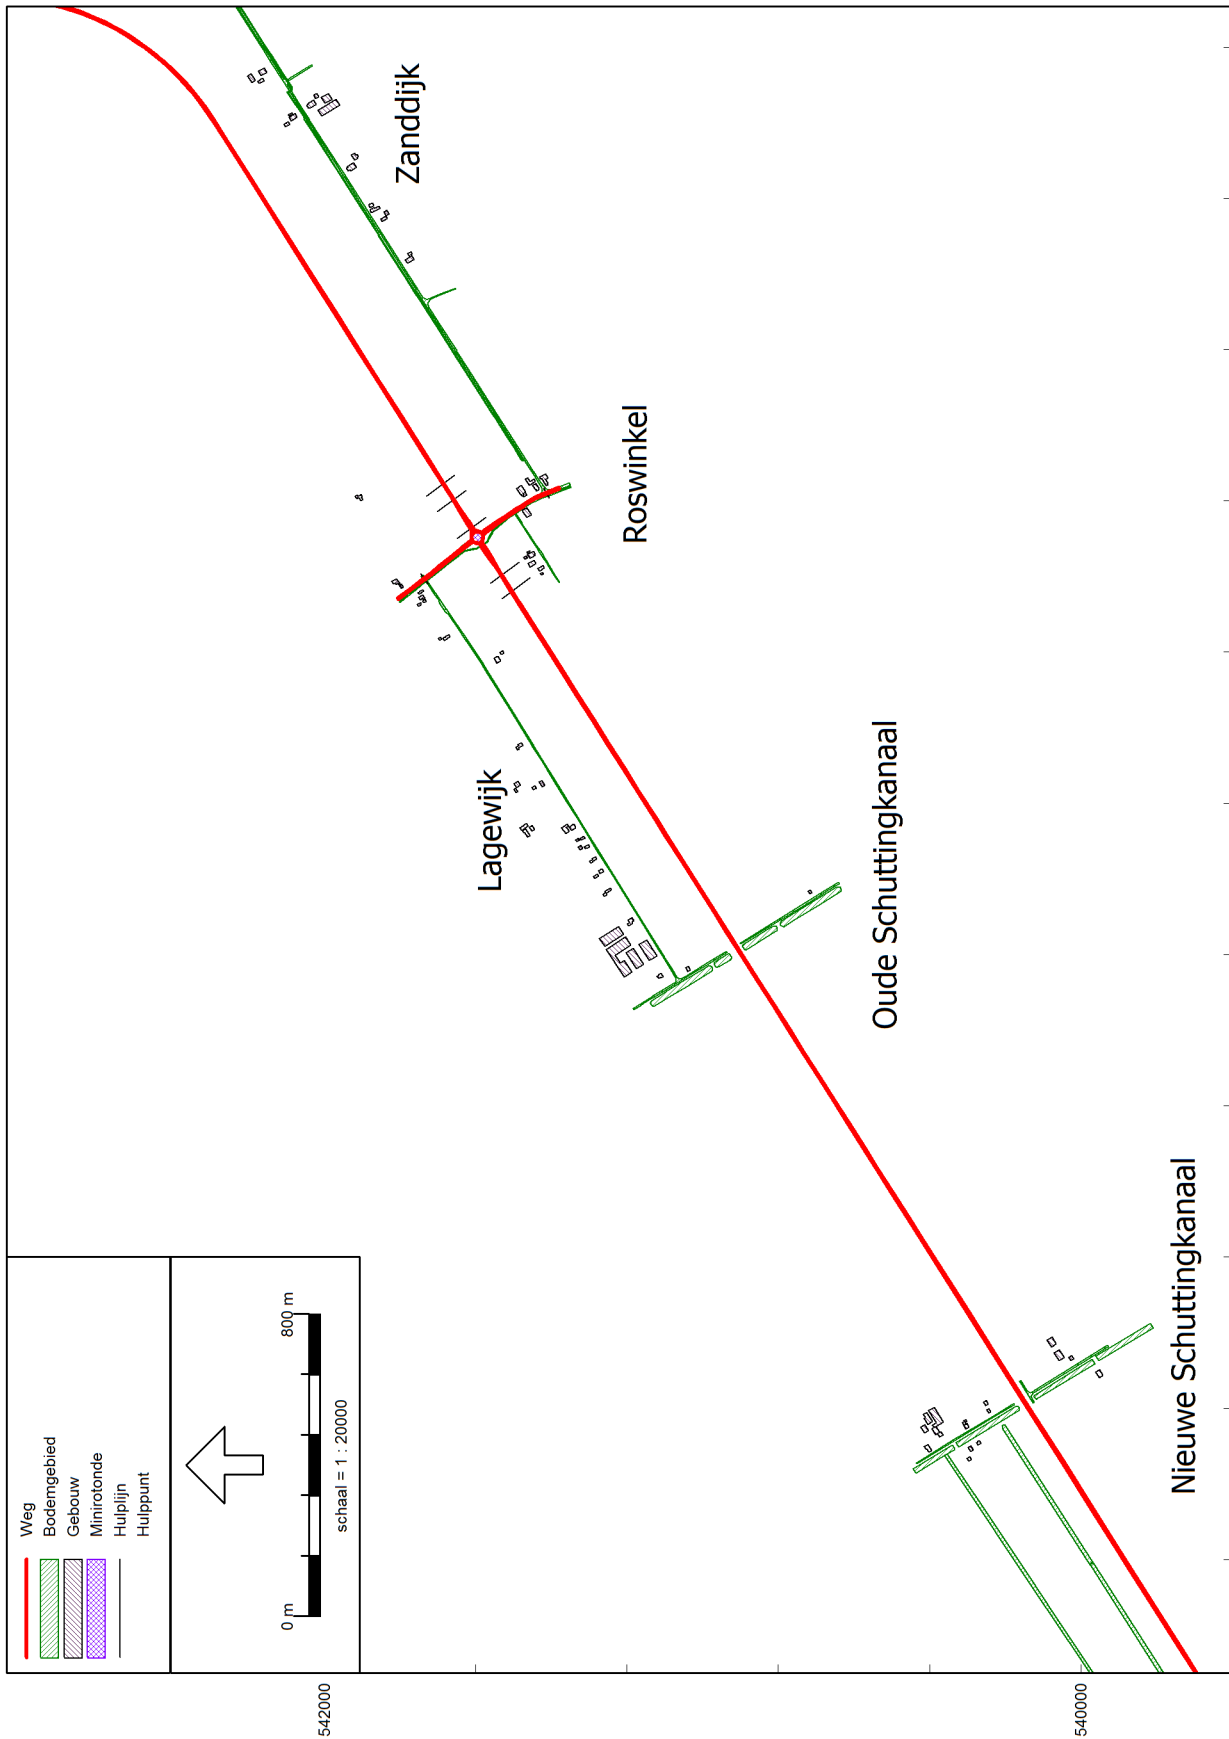 Weg
Bodemgebied
Gebouw
Minirotonde
Hulplijn
Hulppunt
0 m
800 m
schaal = 1 : 20000
Zanddijk
Roswinkel
Lagewijk
Oude Schuttingkanaal
Nieuwe Schuttingkanaal
542000
540000